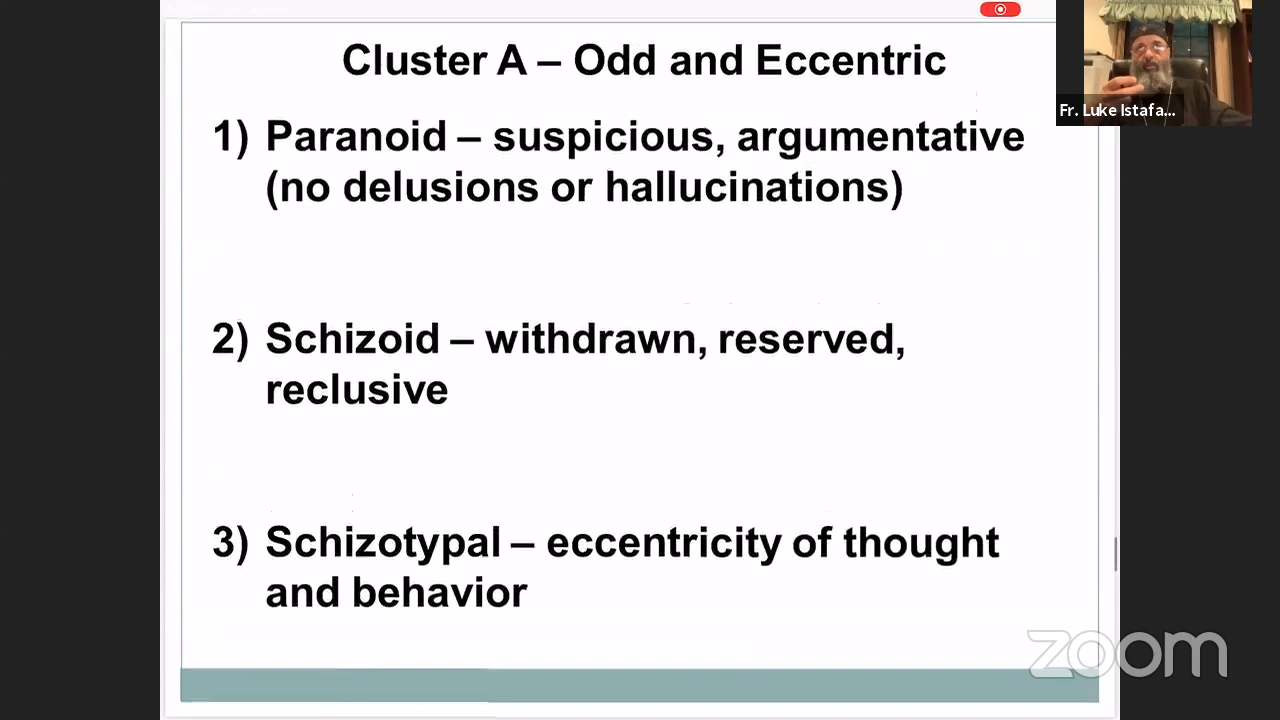 Cluster A – Odd and Eccentric
Fr. Luke Istafa...
1) Paranoid – suspicious, argumentative
(no delusions or hallucinations)
2) Schizoid – withdrawn, reserved,
reclusive
3) Schizotypal – eccentricity of thought
and behavior
zoom